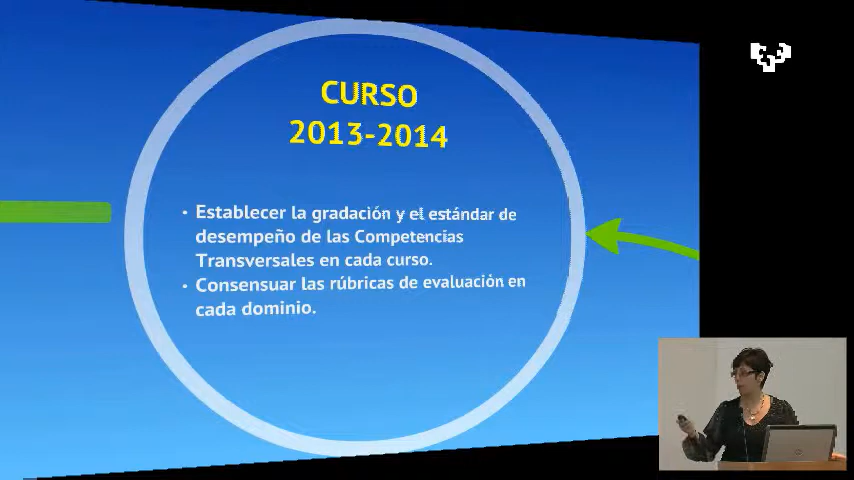 CURSO
2013-2014
• Establecer la gradación y el estándar de
desempeño de las Competencias
Transversales en cada curso.
• Consensuar las rúbricas de evaluación en
cada dominio.